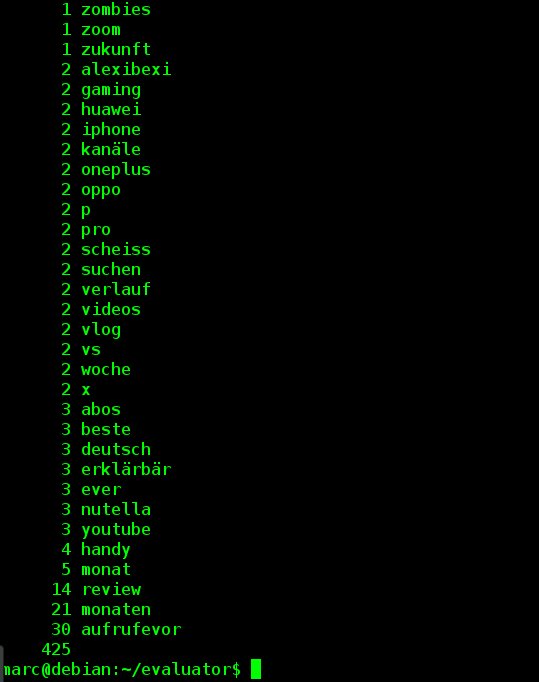 1 zombies
1 zoom
1 zukunft
2 alexibexi
2 gaming
2 huawei
2 iphone
2 kanäle
2 oneplus
2 oppo
2 p
2 pro
2 scheiss
2 suchen
2 verlauf
2 videos
2 vlog
2 vs
2 woche
2 x
3 abos
3 beste
3 deutsch
3 erklärbär
3 ever
3 nutella
3 youtube
4 handy
5 monat
14 review
21 monaten
30 aufrufevor
425
marc@debian:~/evaluator$